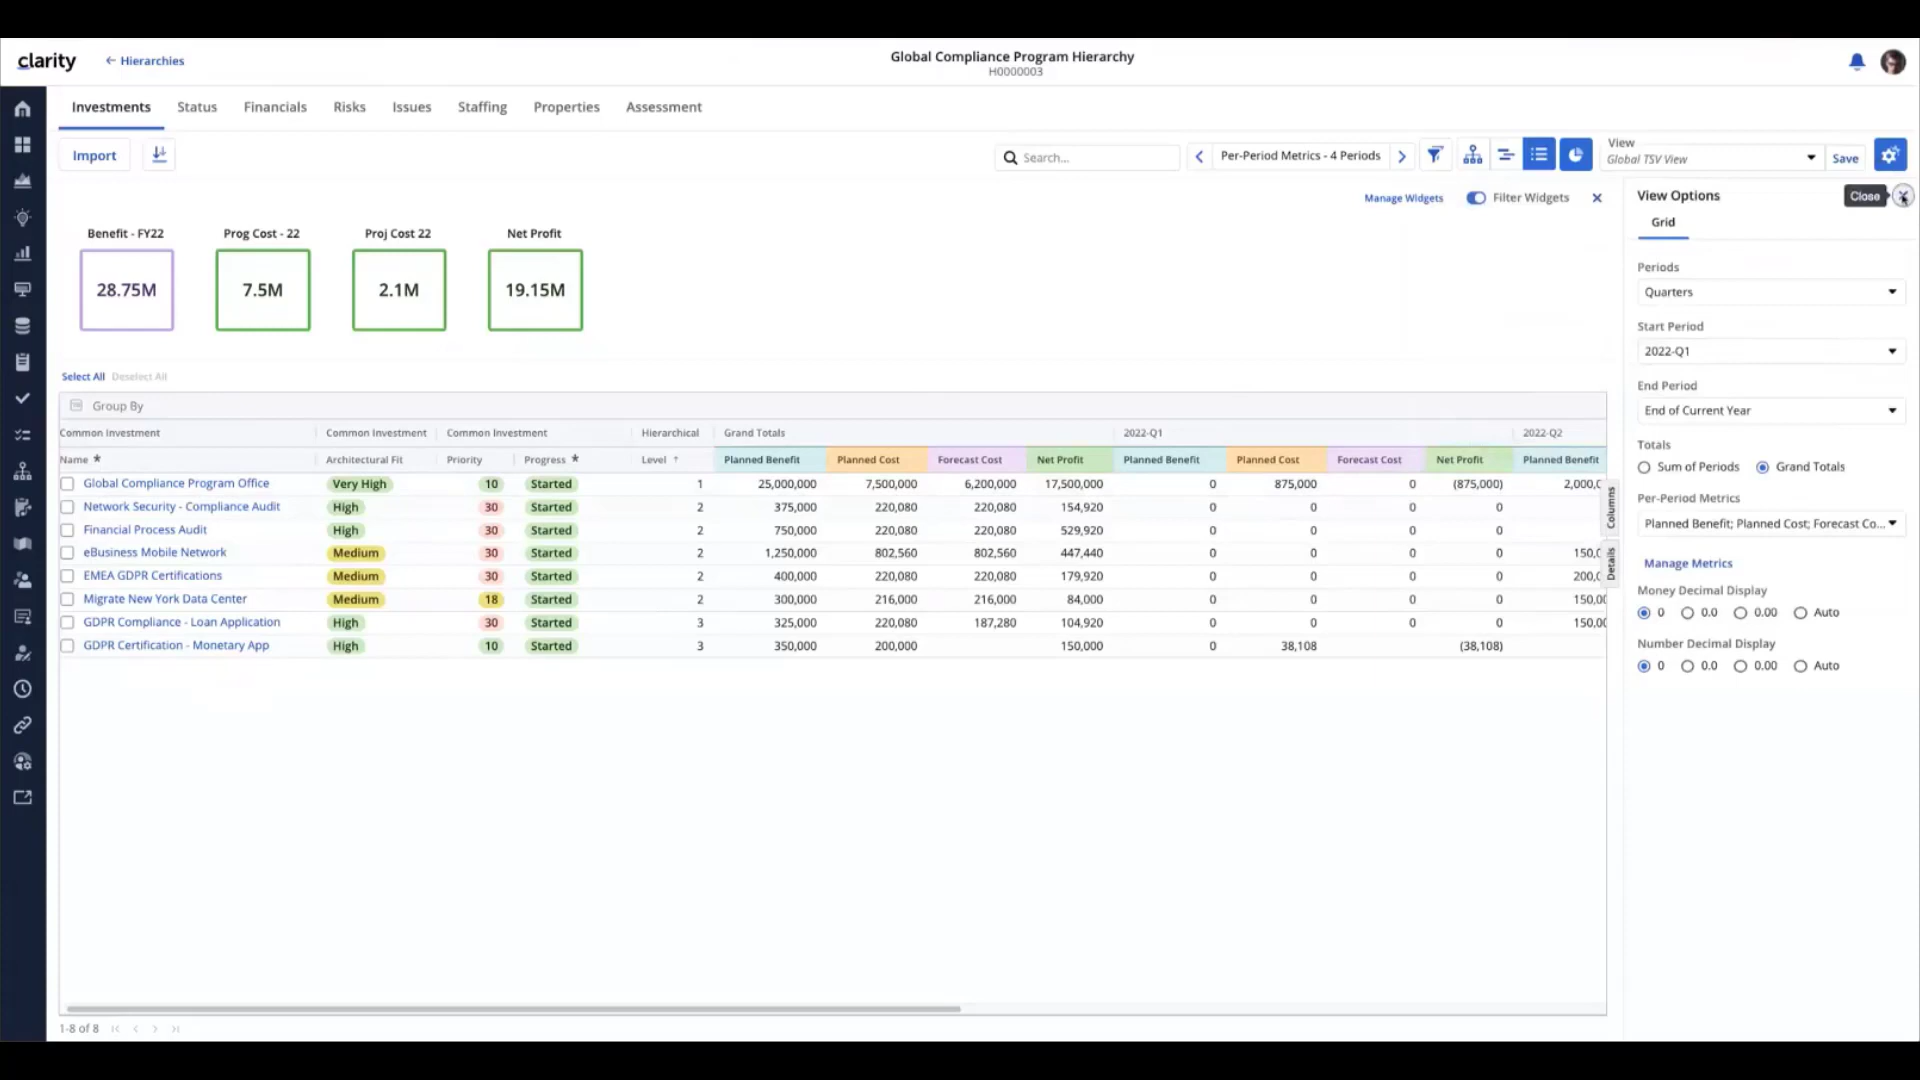 clarity
← Hierarchies
Global Compliance Program Hierarchy
H0000003
Investments Status Financials Risks Issues Staffing Properties Assessment
Import
Search...
Per-Period Metrics - 4 Periods
View
Global TSV View
Save
Manage Widgets
Filter Widgets
View Options
Close
Grid
Benefit - FY22 Prog Cost - 22 Proj Cost 22 Net Profit
28.75M 7.5M 2.1M 19.15M
Periods
Quarters
Start Period
2022-Q1
End Period
End of Current Year
Totals
Sum of Periods Grand Totals
Per-Period Metrics
Planned Benefit; Planned Cost; Forecast Co...
Manage Metrics
Money Decimal Display
0 0.0 0.00 Auto
Number Decimal Display
0 0.0 0.00 Auto
Select All Deselect All
Group By
Common Investment Common Investment Common Investment Hierarchical Grand Totals 2022-Q1 2022-Q2
Name * Architectural Fit Priority Progress * Level ↑ Planned Benefit Planned Cost Forecast Cost Net Profit Planned Benefit Planned Cost Forecast Cost Net Profit Planned Benefit
Global Compliance Program Office Very High 10 Started 1 25,000,000 7,500,000 6,200,000 17,500,000 0 875,000 0 (875,000) 2,000,0
Network Security - Compliance Audit High 30 Started 2 375,000 220,080 220,080 154,920 0 0 0 0
Financial Process Audit High 30 Started 2 750,000 220,080 220,080 529,920 0 0 0 0
eBusiness Mobile Network Medium 30 Started 2 1,250,000 802,560 802,560 447,440 0 0 0 0 150,0
EMEA GDPR Certifications Medium 30 Started 2 400,000 220,080 220,080 179,920 0 0 0 0 200,0
Migrate New York Data Center Medium 18 Started 2 300,000 216,000 216,000 84,000 0 0 0 0 150,00
GDPR Compliance - Loan Application High 30 Started 3 325,000 220,080 187,280 104,920 0 0 0 0 150,00
GDPR Certification - Monetary App High 10 Started 3 350,000 200,000 150,000 0 38,108 (38,108)
Columns
Details
1-8 of 8